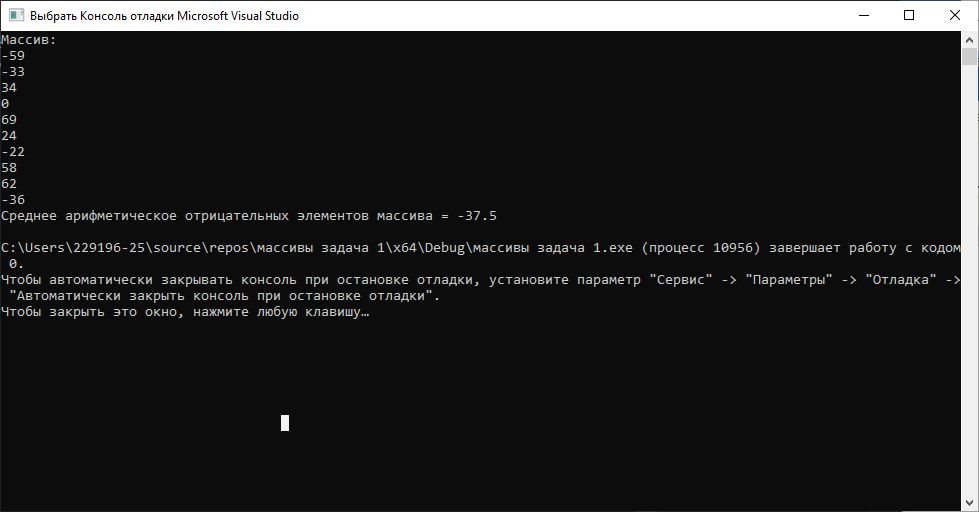 Выбрать Консоль отладки Microsoft Visual Studio
Массив:
-59
-33
34
0
69
24
-22
58
62
-36
Среднее арифметическое отрицательных элементов массива = -37.5
C:\Users\229196-25\source\repos\массивы задача 1\x64\Debug\массивы задача 1.exe (процесс 10956) завершает работу с кодом
0.
Чтобы автоматически закрывать консоль при остановке отладки, установите параметр "Сервис" -> "Параметры" -> "Отладка" ->
"Автоматически закрыть консоль при остановке отладки".
Чтобы закрыть это окно, нажмите любую клавишу…